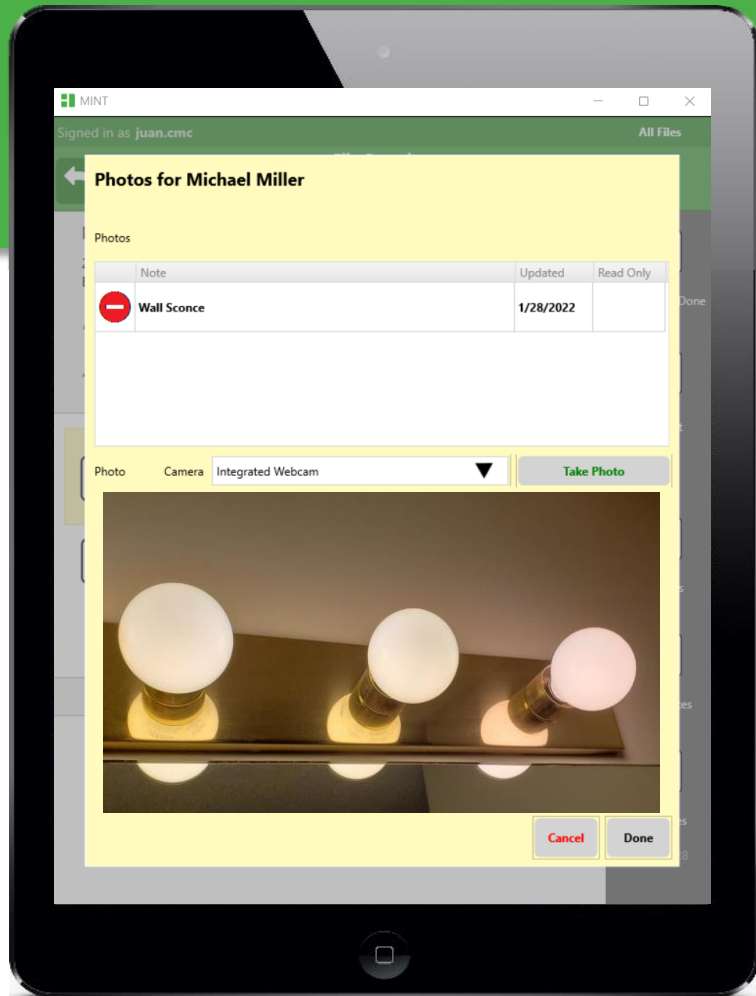 MINT
Signed in as juan.cmc All Files
Photos for Michael Miller
Photos
Note Updated Read Only
Wall Sconce 1/28/2022
Done
Photo Camera Integrated Webcam Take Photo
Cancel Done